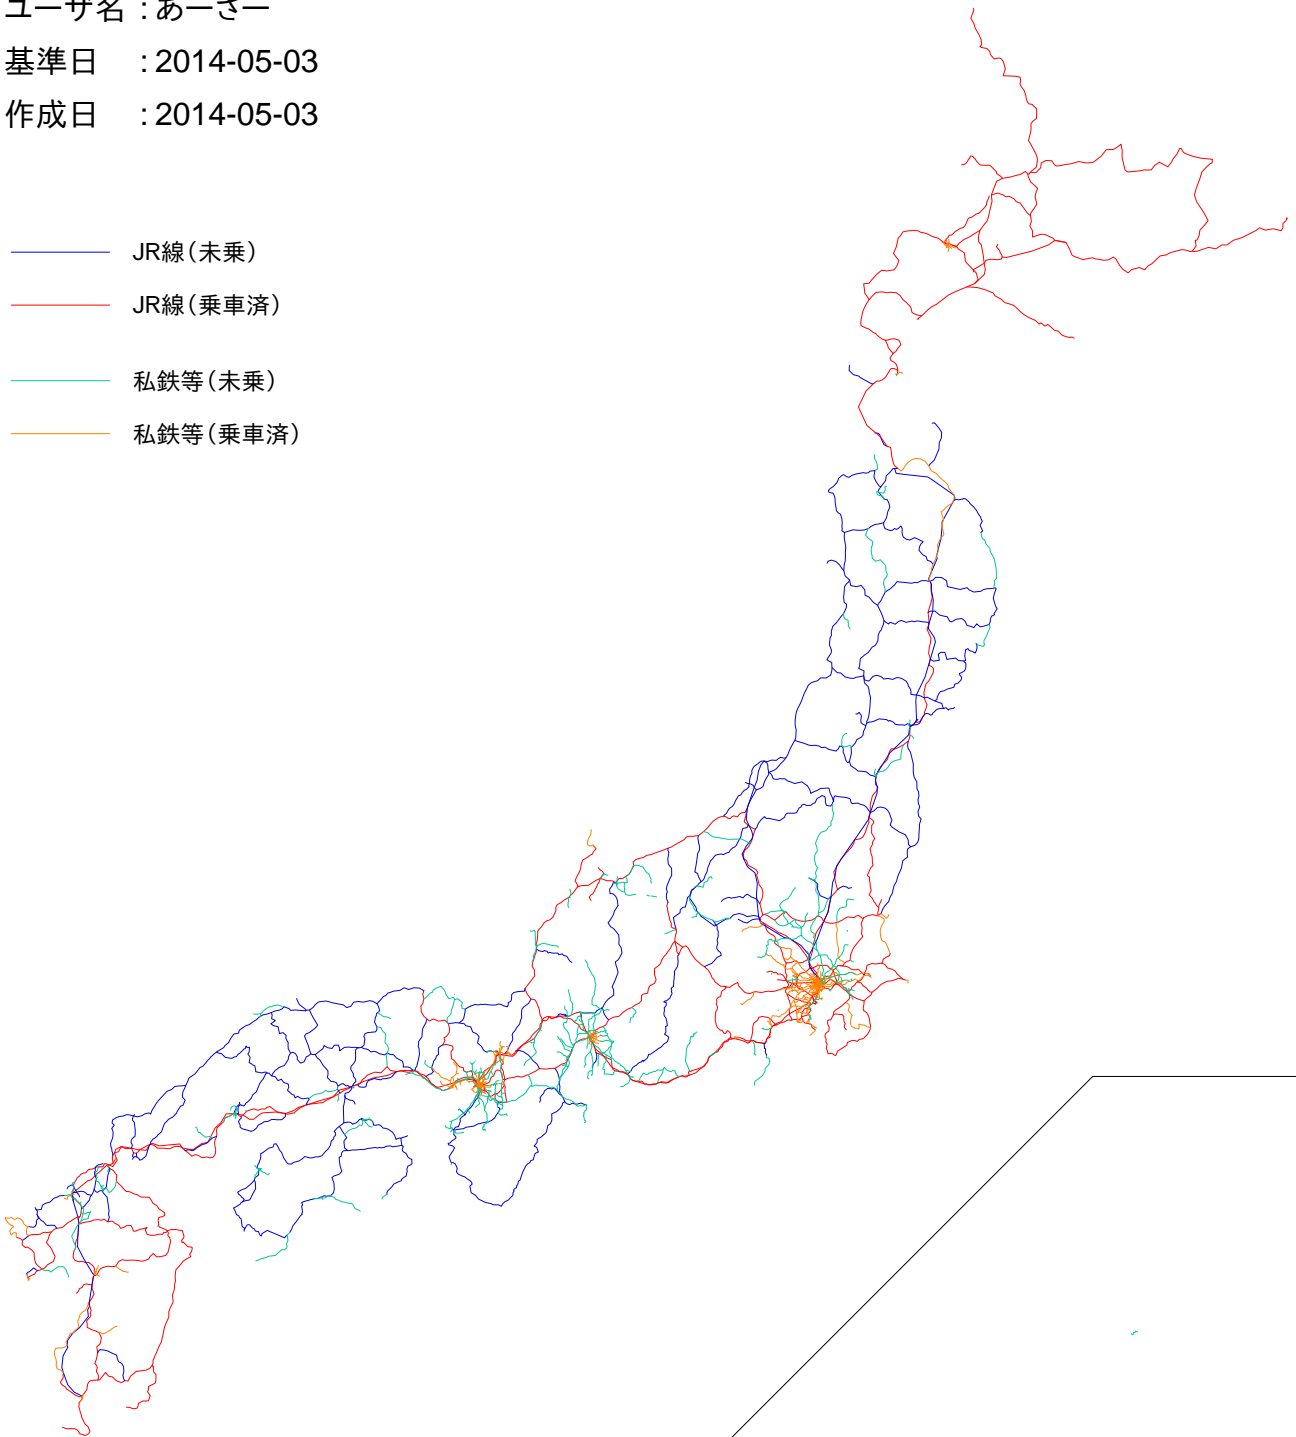 ユーザ名 : あーさー
基準日 : 2014-05-03
作成日 : 2014-05-03
JR線(未乗)
JR線(乗車済)
私鉄等(未乗)
私鉄等(乗車済)